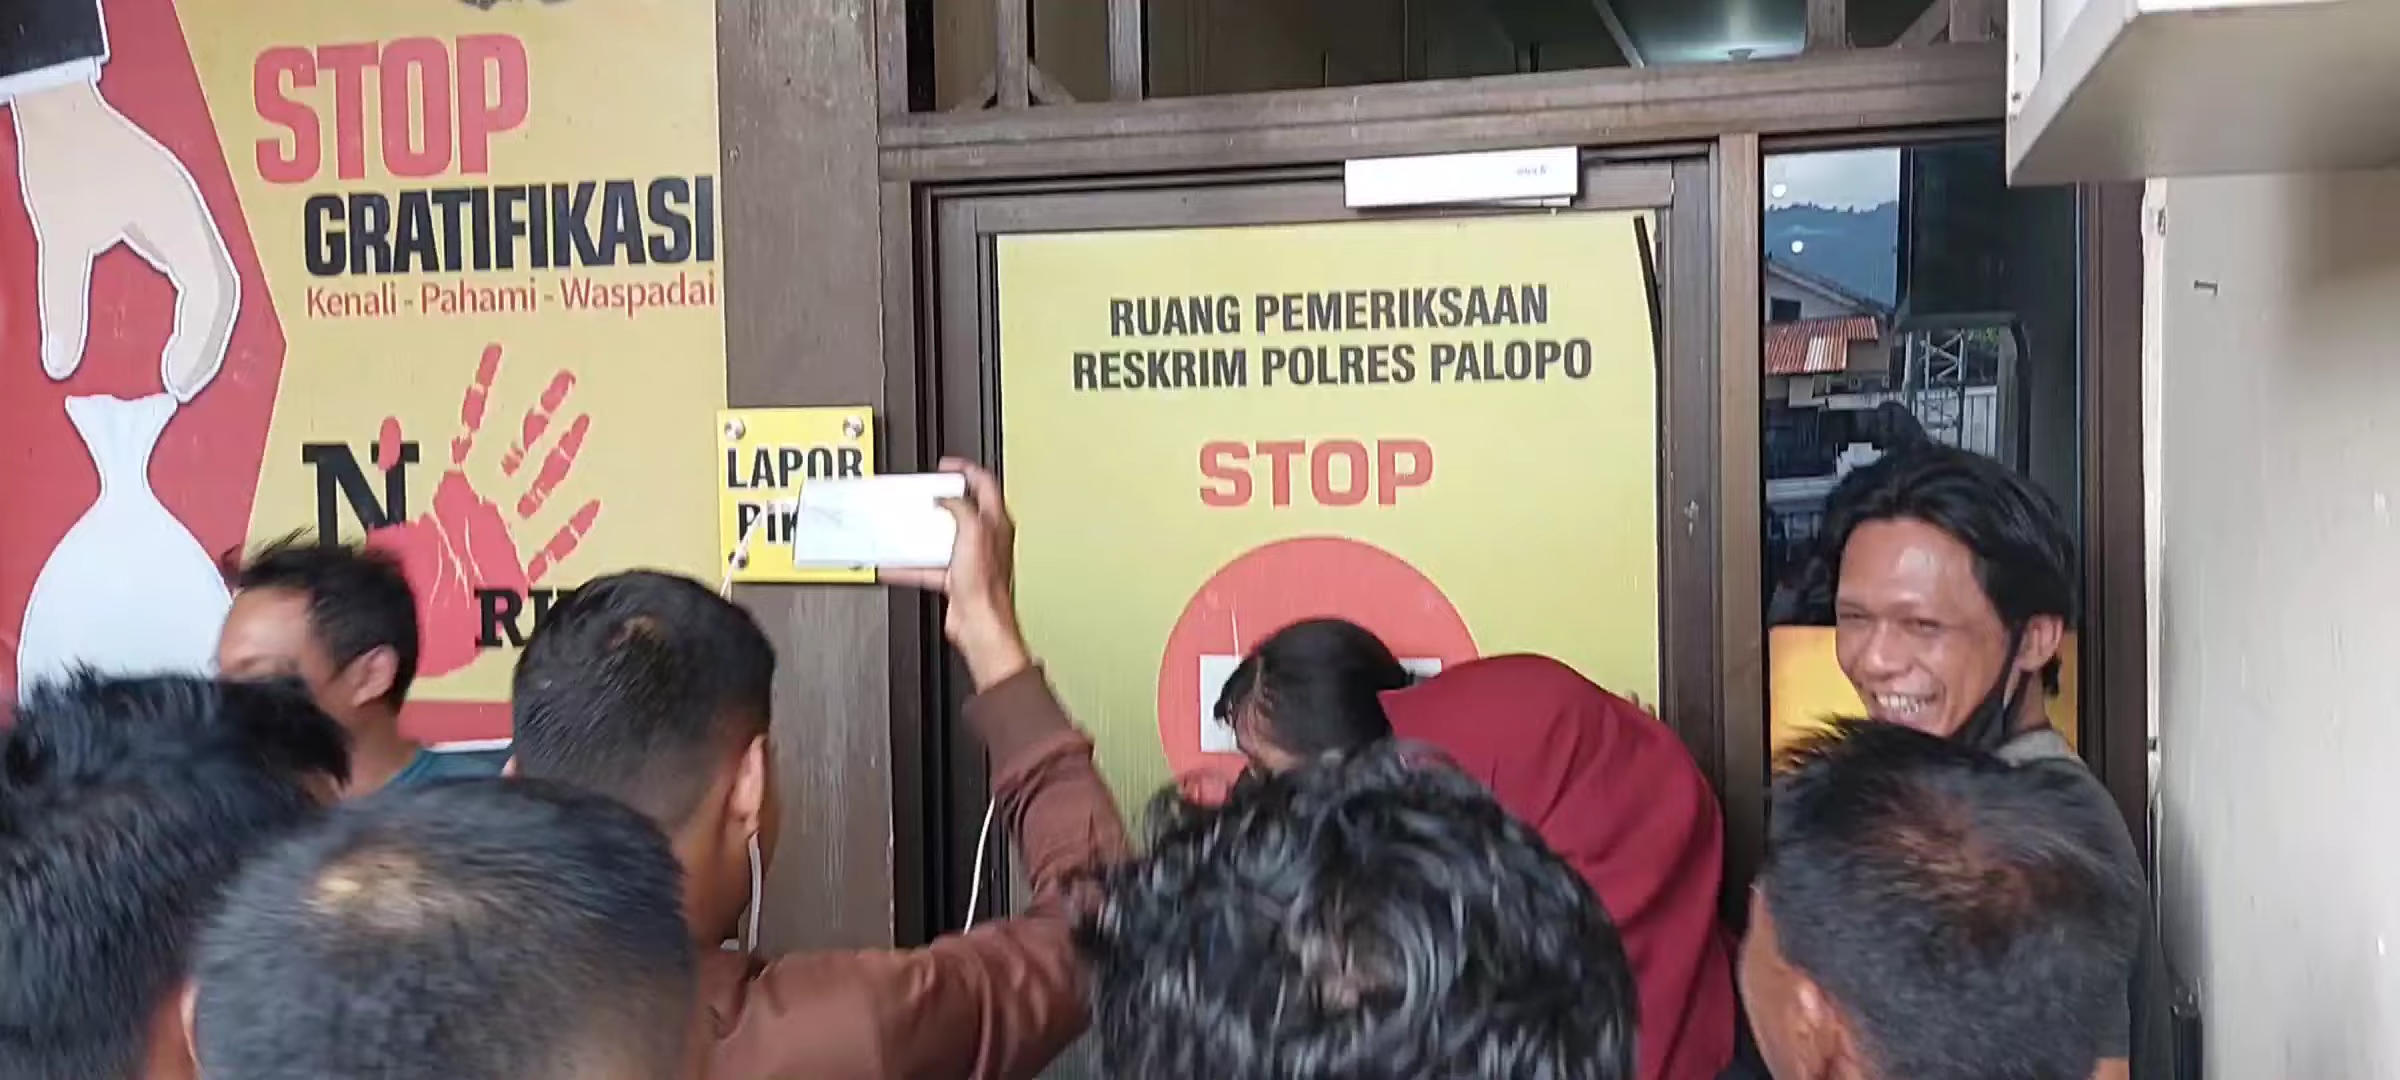 STOP
GRATIFIKASI
Kenali - Pahami - Waspadai
LAPOR
RUANG PEMERIKSAAN
RESKRIM POLRES PALOPO
STOP